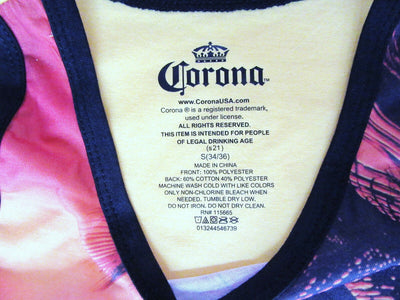 Corona
www.CoronaUSA.com
Corona ® is a registered trademark,
used under license.
ALL RIGHTS RESERVED.
THIS ITEM IS INTENDED FOR PEOPLE
OF LEGAL DRINKING AGE
(≤21)
S(34/36)
MADE IN CHINA
FRONT: 100% POLYESTER
BACK: 60% COTTON 40% POLYESTER
MACHINE WASH COLD WITH LIKE COLORS
ONLY NON-CHLORINE BLEACH WHEN
NEEDED. TUMBLE DRY LOW.
DO NOT IRON. DO NOT DRY CLEAN.
RN# 115665
013244546739